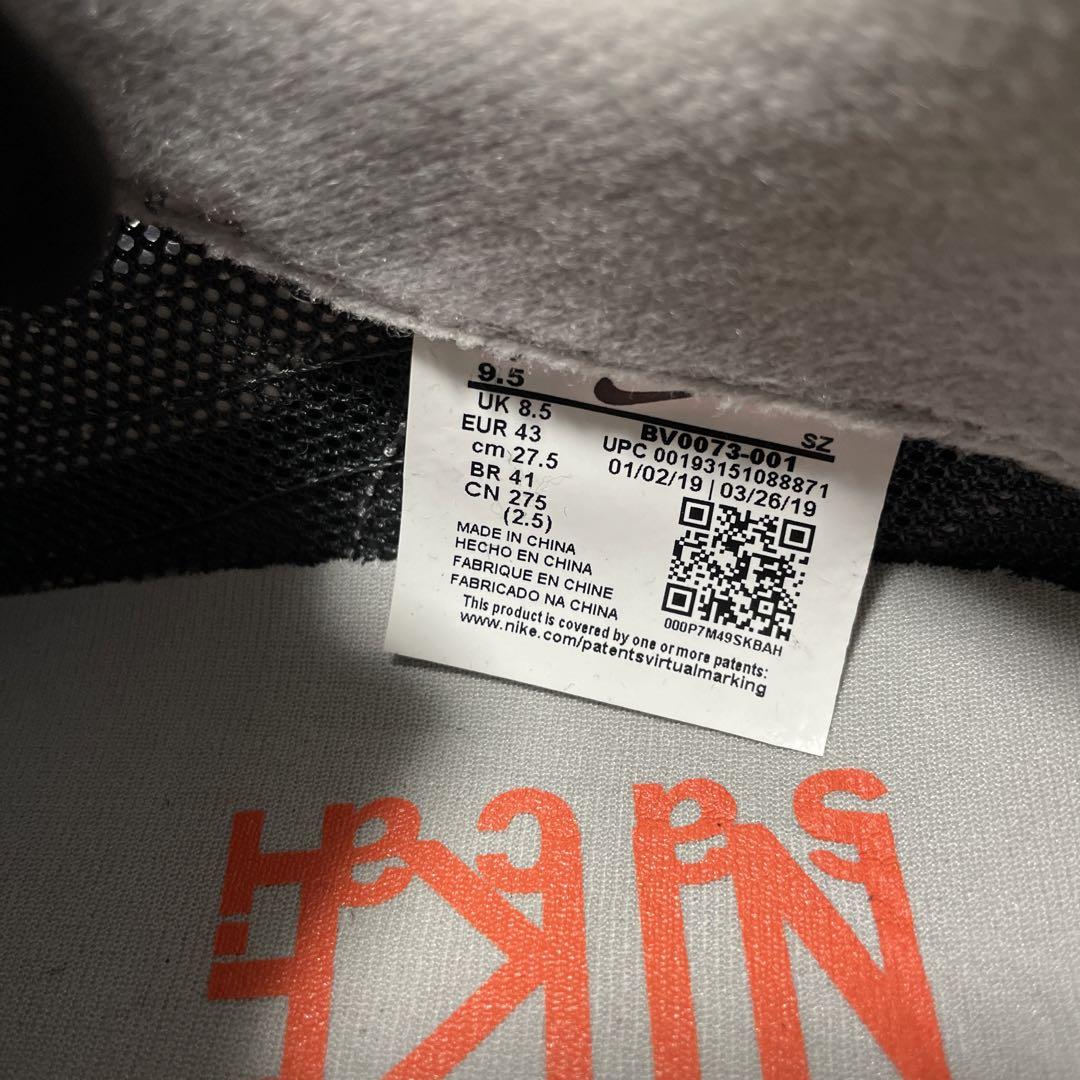 9.5
UK 8.5
EUR 43
cm 27.5
BR 41
CN 275
(2.5)
SZ
BV0073-001
UPC 00193151088871
01/02/19 | 03/26/19
000P7M49SKBAH
MADE IN CHINA
HECHO EN CHINA
FABRIQUE EN CHINE
FABRICADO NA CHINA
This product is covered by one or more patents:
www.nike.com/patentsvirtualmarking
sacai
NIKE